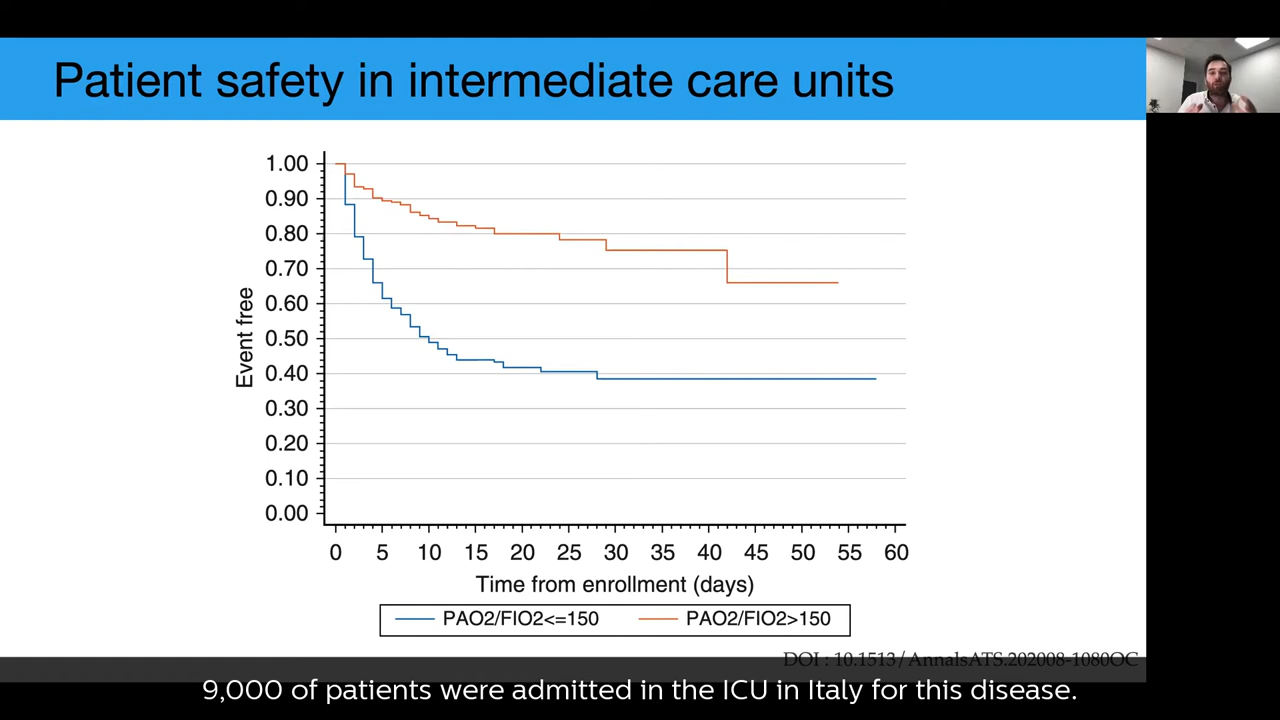 Patient safety in intermediate care units
1.00
0.90
0.80
0.70
0.60
0.50
0.40
0.30
0.20
0.10
0.00
Event free
0 5 10 15 20 25 30 35 40 45 50 55 60
Time from enrollment (days)
PAO2/FIO2<=150 PAO2/FIO2>150
DOI : 10.1513/AnnalsATS.202008-1080OC
9,000 of patients were admitted in the ICU in Italy for this disease.